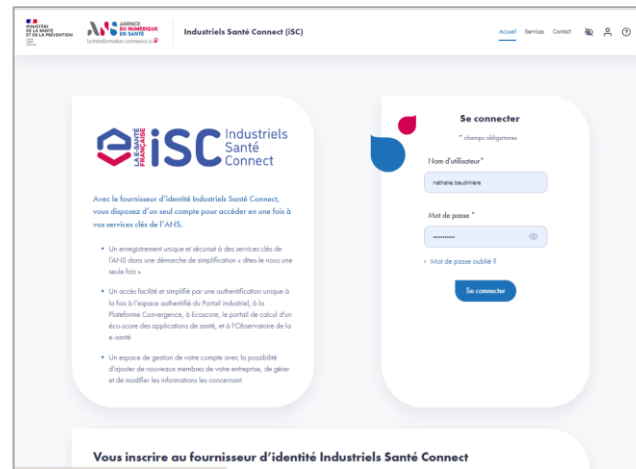 MINISTÈRE
DE LA SANTÉ
ET DE LA PRÉVENTION
AGENCE
DU NUMÉRIQUE
EN SANTÉ
La transformation commence ici
Industriels Santé Connect (iSC)
Accueil Services Contact
LA E-SANTÉ
FRANÇAISE
iSC
Industriels
Santé
Connect
Avec le fournisseur d'identité Industriels Santé Connect,
vous disposez d'un seul compte pour accéder en une fois à
vos services clés de l'ANS.
• Un enregistrement unique et sécurisé à des services clés de
l'ANS dans une démarche de simplification « dites-le nous une
seule fois »
• Un accès facilité et simplifié par une authentification unique à
la fois à l'espace authentifié du Portail industriel, à la
Plateforme Convergence, à Ecoscore, le portail de calcul d'un
éco-score des applications de santé, et à l'Observatoire de la
e-santé
• Un espace de gestion de votre compte avec la possibilité
d'ajouter de nouveaux membres de votre entreprise, de gérer
et de modifier les informations les concernant
Se connecter
* champs obligatoires
Nom d'utilisateur*
nathalie.baudiniere
Mot de passe *
••••••••••
› Mot de passe oublié ?
Se connecter
Vous inscrire au fournisseur d'identité Industriels Santé Connect